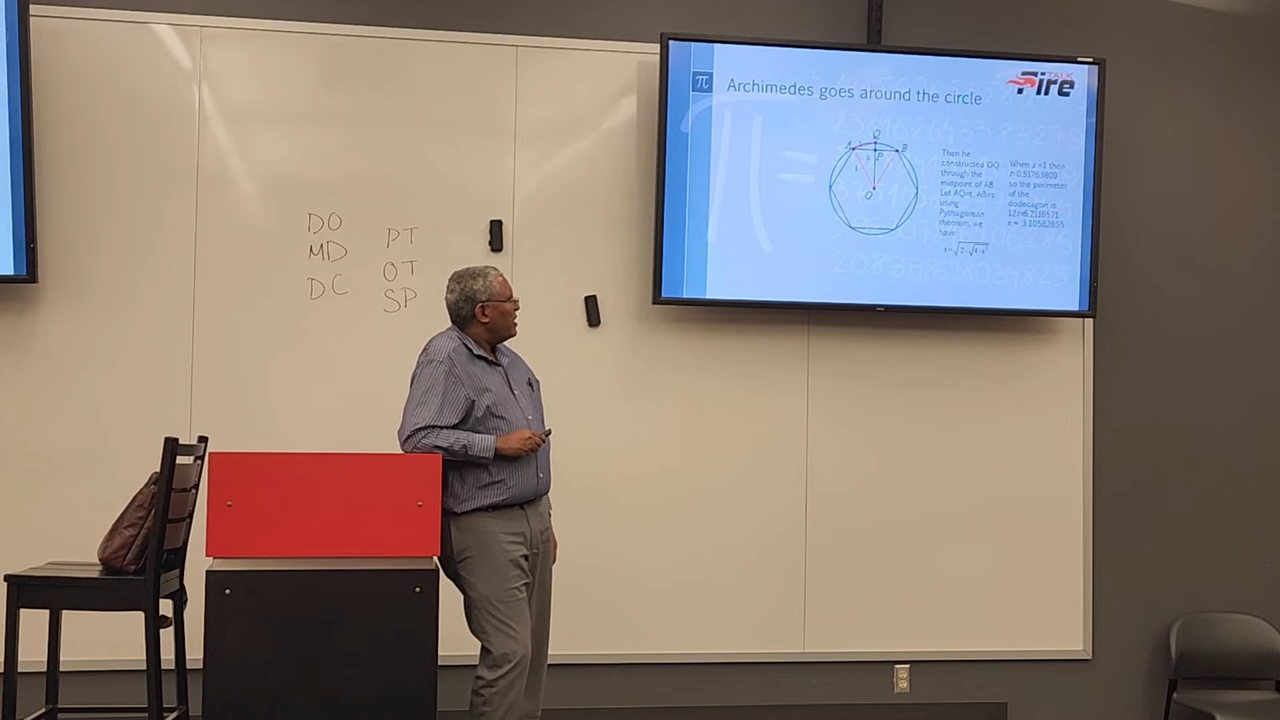 DO
MD
DC
PT
OT
SP
π
Archimedes goes around the circle
TALK
Fire
Q
A
B
P
O
Then he
constructed OQ
through the
midpoint of AB.
Let AQ=t, AB=s
using
Pythagorean
theorem, we
have:
When s =1 then
t=0.51763809
so the perimeter
of the
dodecagon is
12t=6.2116571
π = 3.10582855
π=